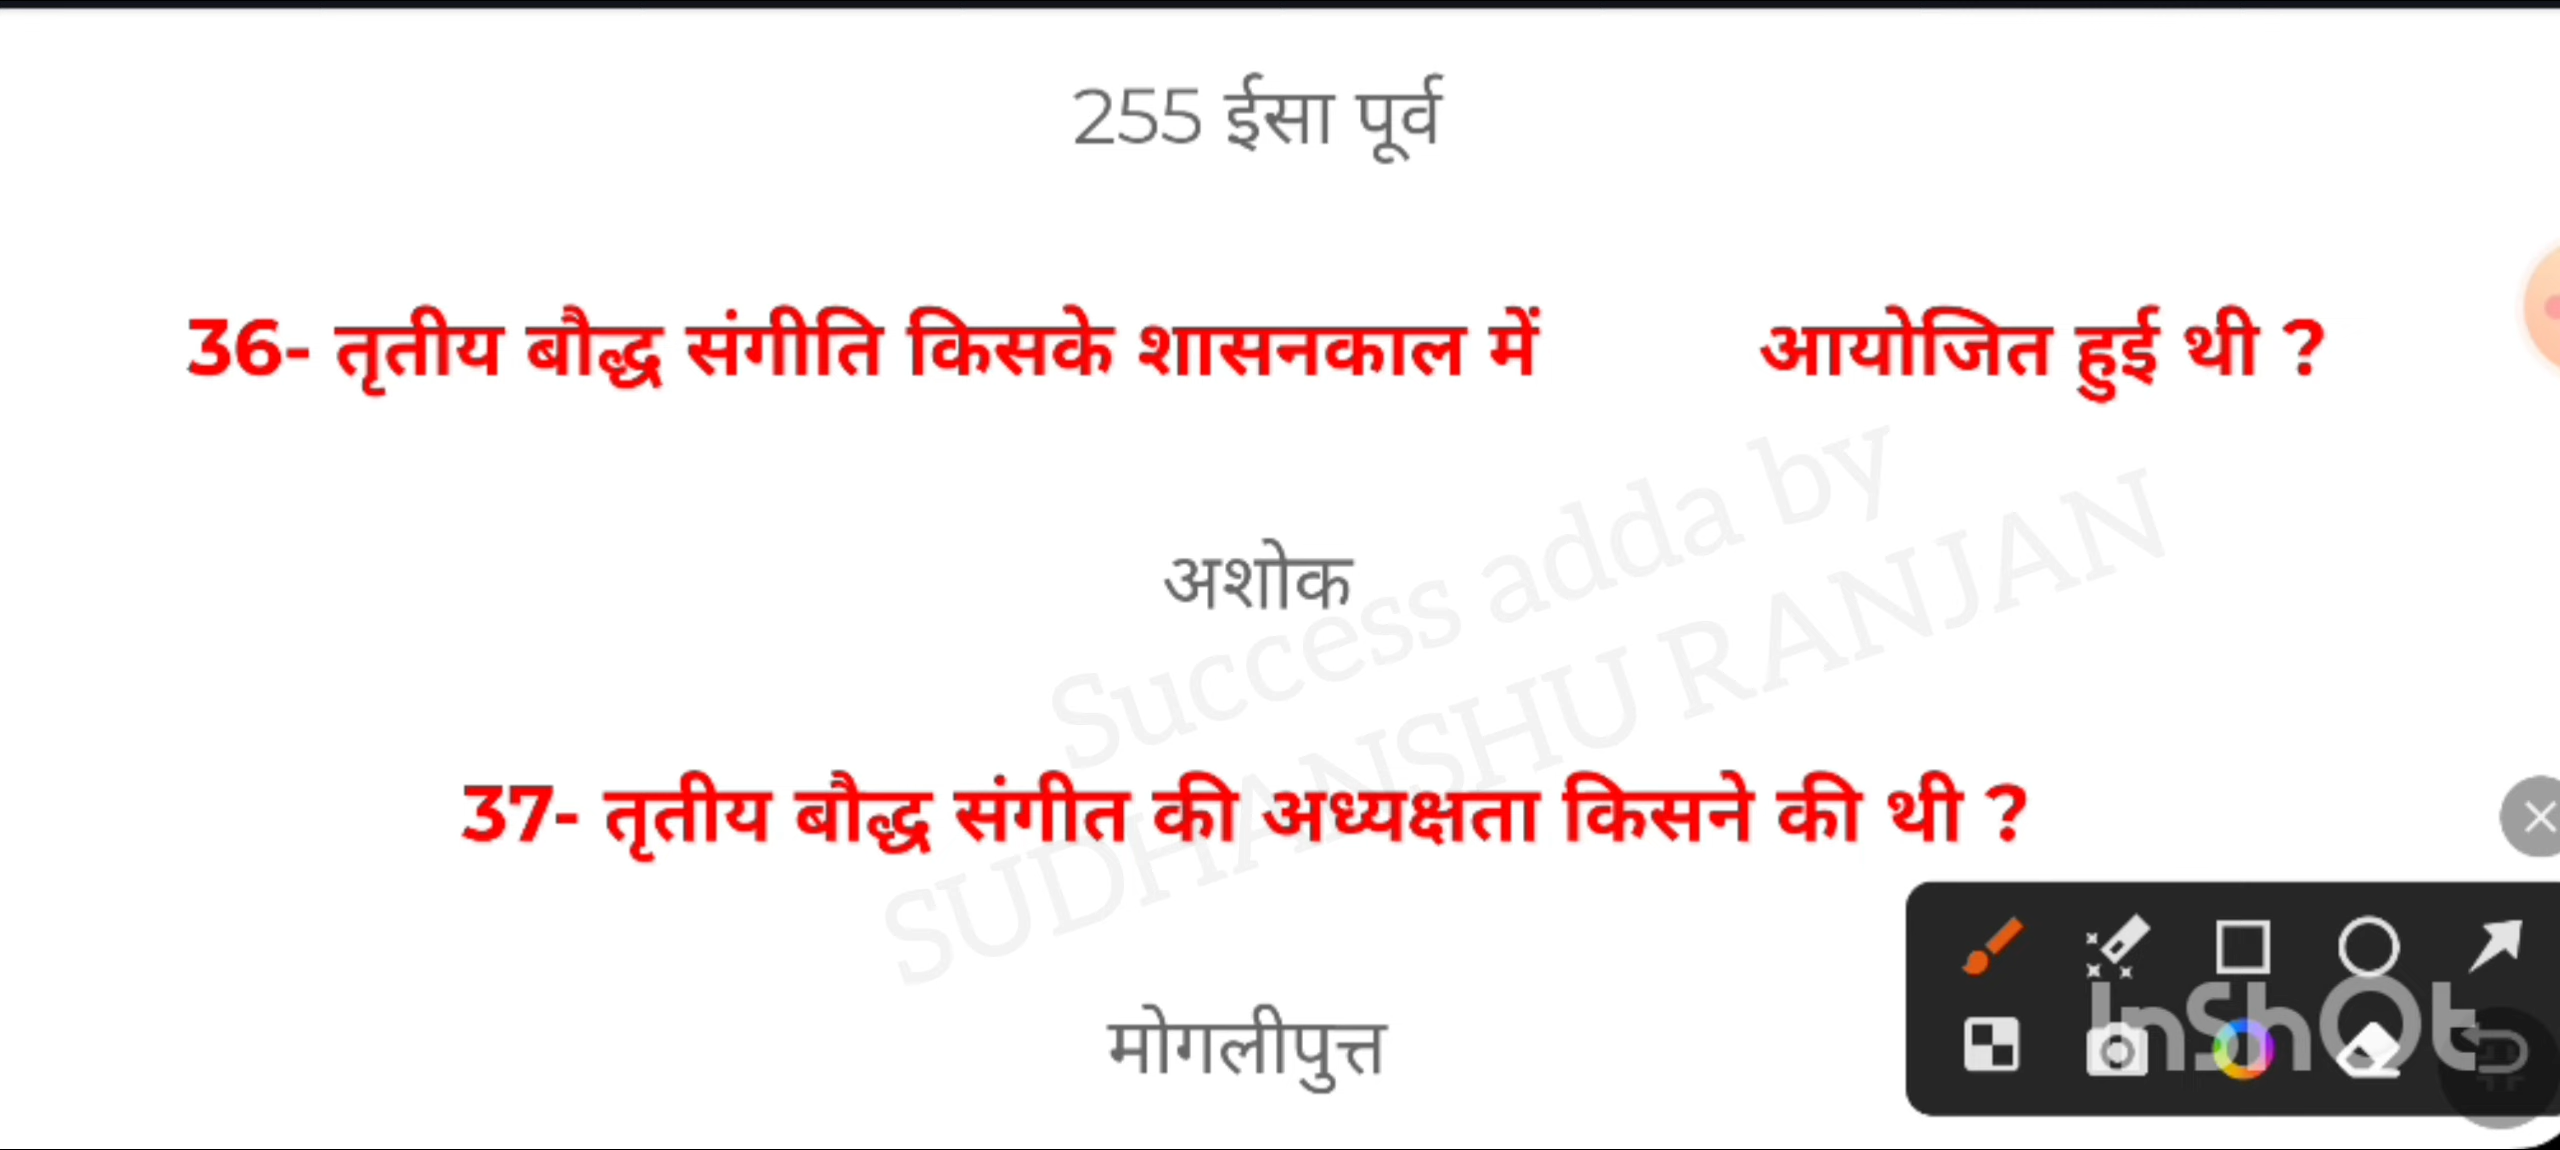 255 ईसा पूर्व
36- तृतीय बौद्ध संगीति किसके शासनकाल में आयोजित हुई थी ?
अशोक
Success adda by
SUDHANSHU RANJAN
37- तृतीय बौद्ध संगीत की अध्यक्षता किसने की थी ?
मोगलीपुत्त
InShOt